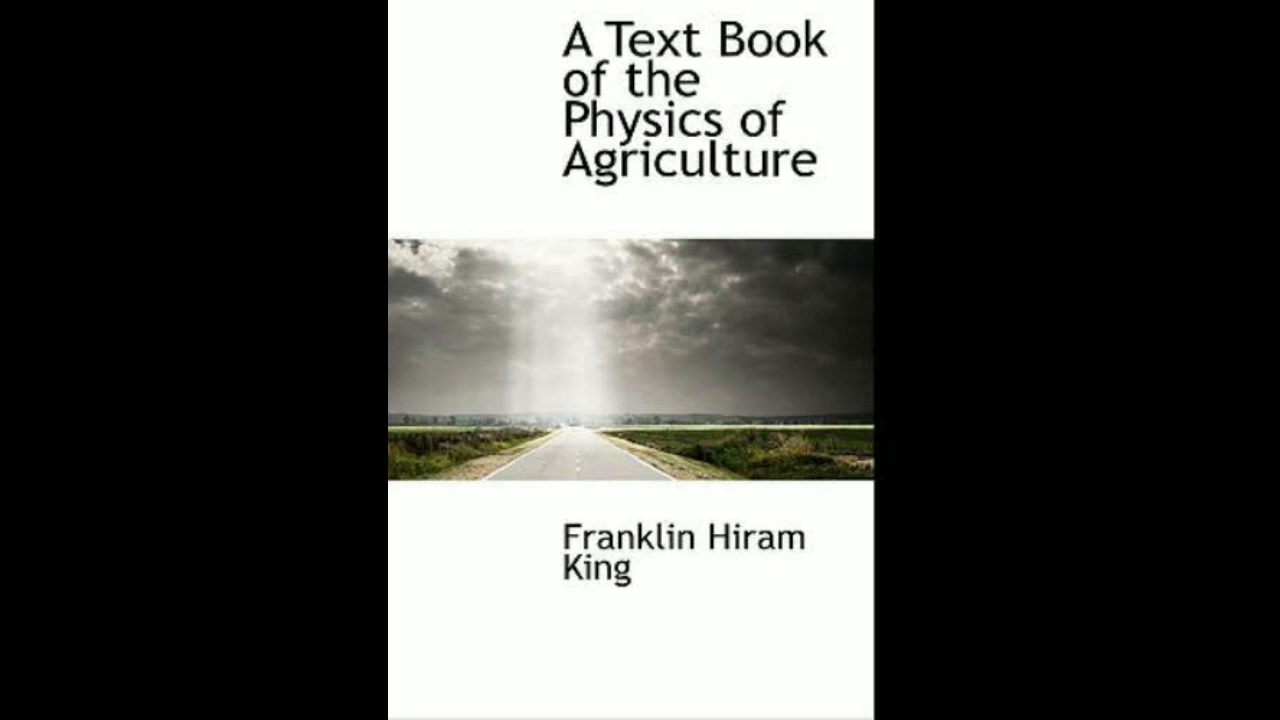 A Text Book
of the
Physics of
Agriculture
Franklin Hiram
King